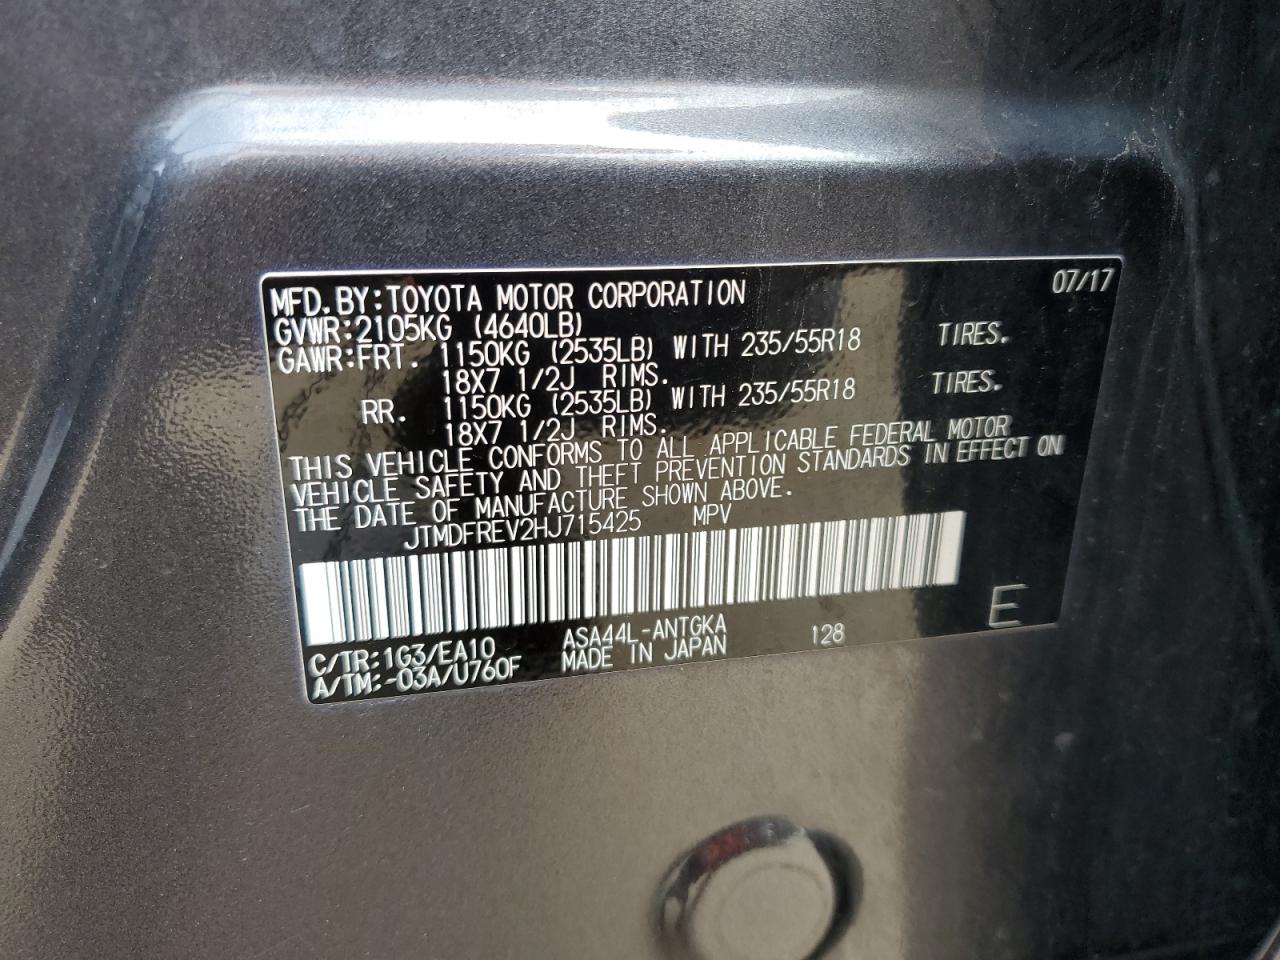 MFD.BY:TOYOTA MOTOR CORPORATION 07/17
GVWR:2105KG (4640LB)
GAWR:FRT. 1150KG (2535LB) WITH 235/55R18 TIRES.
18X7 1/2J RIMS.
RR. 1150KG (2535LB) WITH 235/55R18 TIRES.
18X7 1/2J RIMS.
THIS VEHICLE CONFORMS TO ALL APPLICABLE FEDERAL MOTOR
VEHICLE SAFETY AND THEFT PREVENTION STANDARDS IN EFFECT ON
THE DATE OF MANUFACTURE SHOWN ABOVE.
JTMDFREV2HJ715425 MPV
E
C/TR:1G3/EA10 ASA44L-ANTGKA 128
A/TM:-03A/U760F MADE IN JAPAN